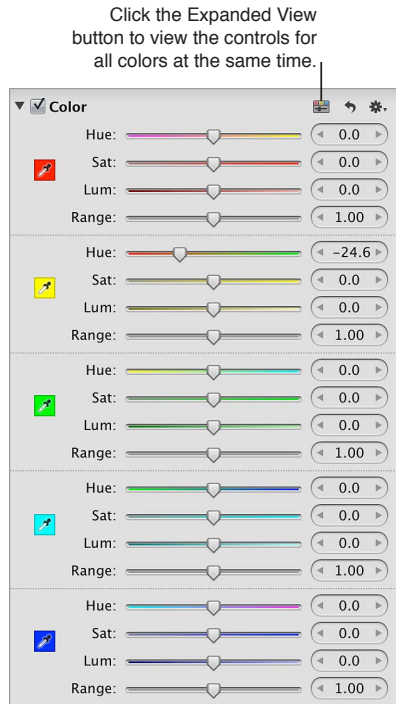 Click the Expanded View
button to view the controls for
all colors at the same time.
Color
Hue: 0.0
Sat: 0.0
Lum: 0.0
Range: 1.00
Hue: -24.6
Sat: 0.0
Lum: 0.0
Range: 1.00
Hue: 0.0
Sat: 0.0
Lum: 0.0
Range: 1.00
Hue: 0.0
Sat: 0.0
Lum: 0.0
Range: 1.00
Hue: 0.0
Sat: 0.0
Lum: 0.0
Range: 1.00